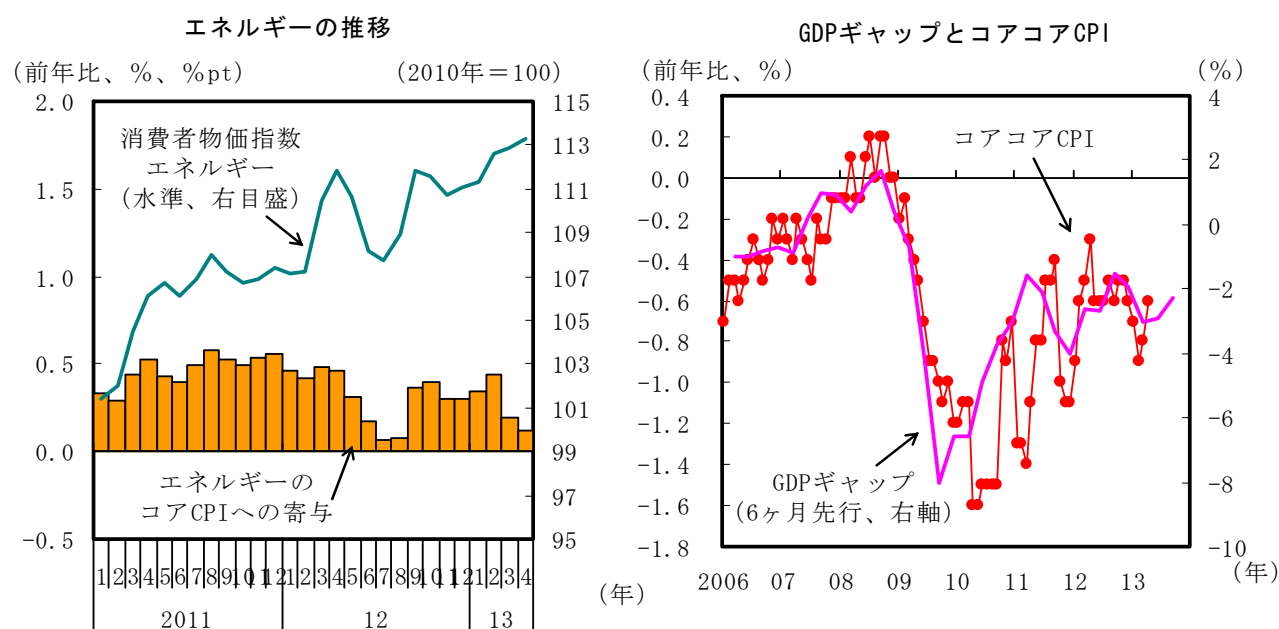 エネルギーの推移
（前年比、%、%pt）
（2010年＝100）
2.0
1.5
1.0
0.5
0.0
-0.5
115
113
111
109
107
105
103
101
99
97
95
消費者物価指数
エネルギー
（水準、右目盛）
エネルギーの
コアCPIへの寄与
1 2 3 4 5 6 7 8 9 10 11 12 1 2 3 4 5 6 7 8 9 10 11 12 1 2 3 4
2011 12 13
（年）
GDPギャップとコアコアCPI
（前年比、%）
（%）
0.4
0.2
0.0
-0.2
-0.4
-0.6
-0.8
-1.0
-1.2
-1.4
-1.6
-1.8
4
2
0
-2
-4
-6
-8
-10
コアコアCPI
GDPギャップ
（6ヶ月先行、右軸）
2006 07 08 09 10 11 12 13
（年）